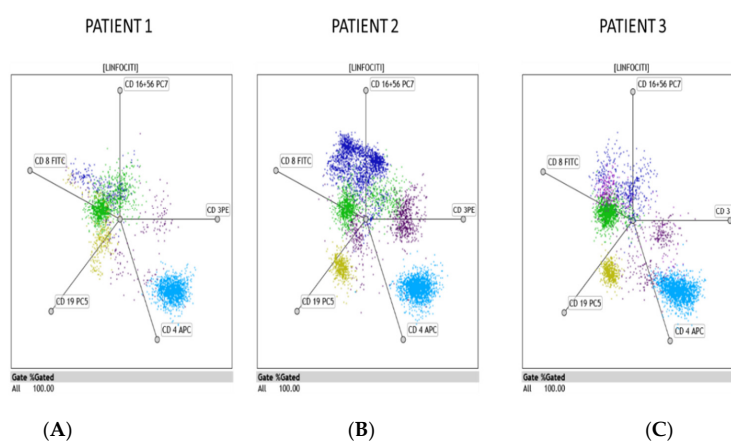 PATIENT 1 PATIENT 2 PATIENT 3
[LINFOCITI] [LINFOCITI] [LINFOCITI]
CD 16+56 PC7 CD 16+56 PC7 CD 16+56 PC7
CD 8 FITC CD 8 FITC CD 8 FITC
CD 3PE CD 3PE CD 3
CD 19 PC5 CD 19 PC5 CD 19 PC5
CD 4 APC CD 4 APC CD 4 APC
Gate %Gated Gate %Gated Gate %Gated
All 100.00 All 100.00 All 100.00
(A) (B) (C)